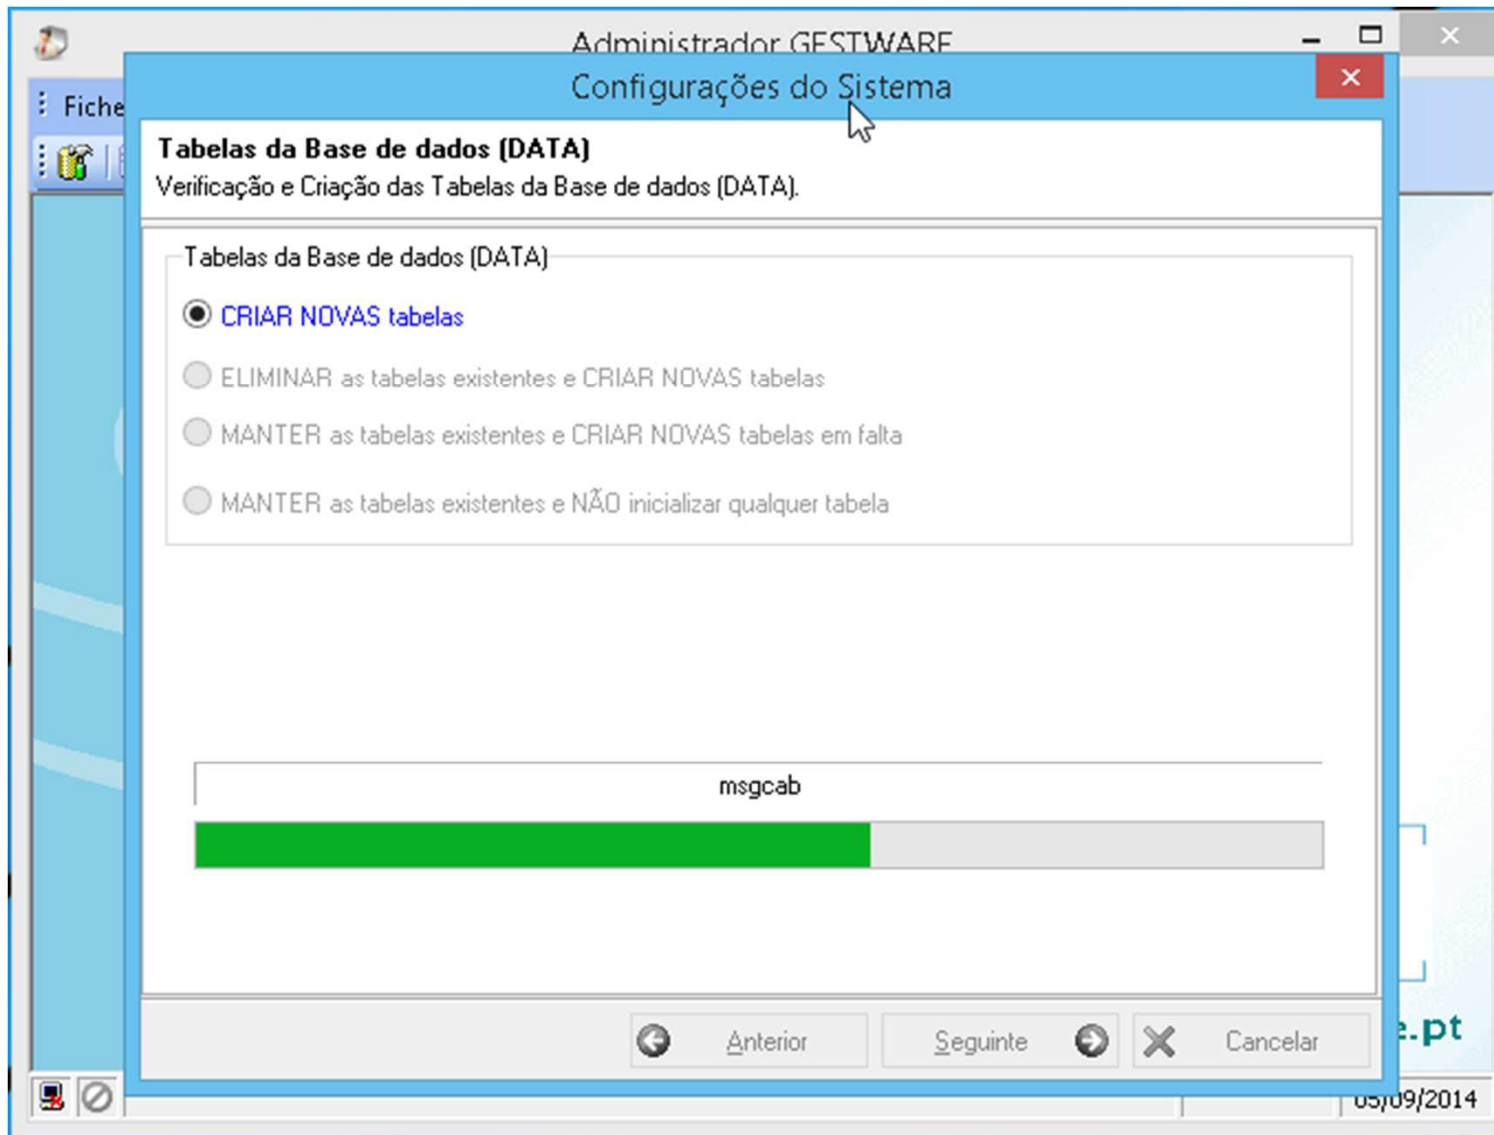 Administrador GESTWARE
Configurações do Sistema
Fiche
Tabelas da Base de dados (DATA)
Verificação e Criação das Tabelas da Base de dados (DATA).
Tabelas da Base de dados (DATA)
CRIAR NOVAS tabelas
ELIMINAR as tabelas existentes e CRIAR NOVAS tabelas
MANTER as tabelas existentes e CRIAR NOVAS tabelas em falta
MANTER as tabelas existentes e NÃO inicializar qualquer tabela
msgcab
Anterior Seguinte Cancelar
e.pt
05/09/2014